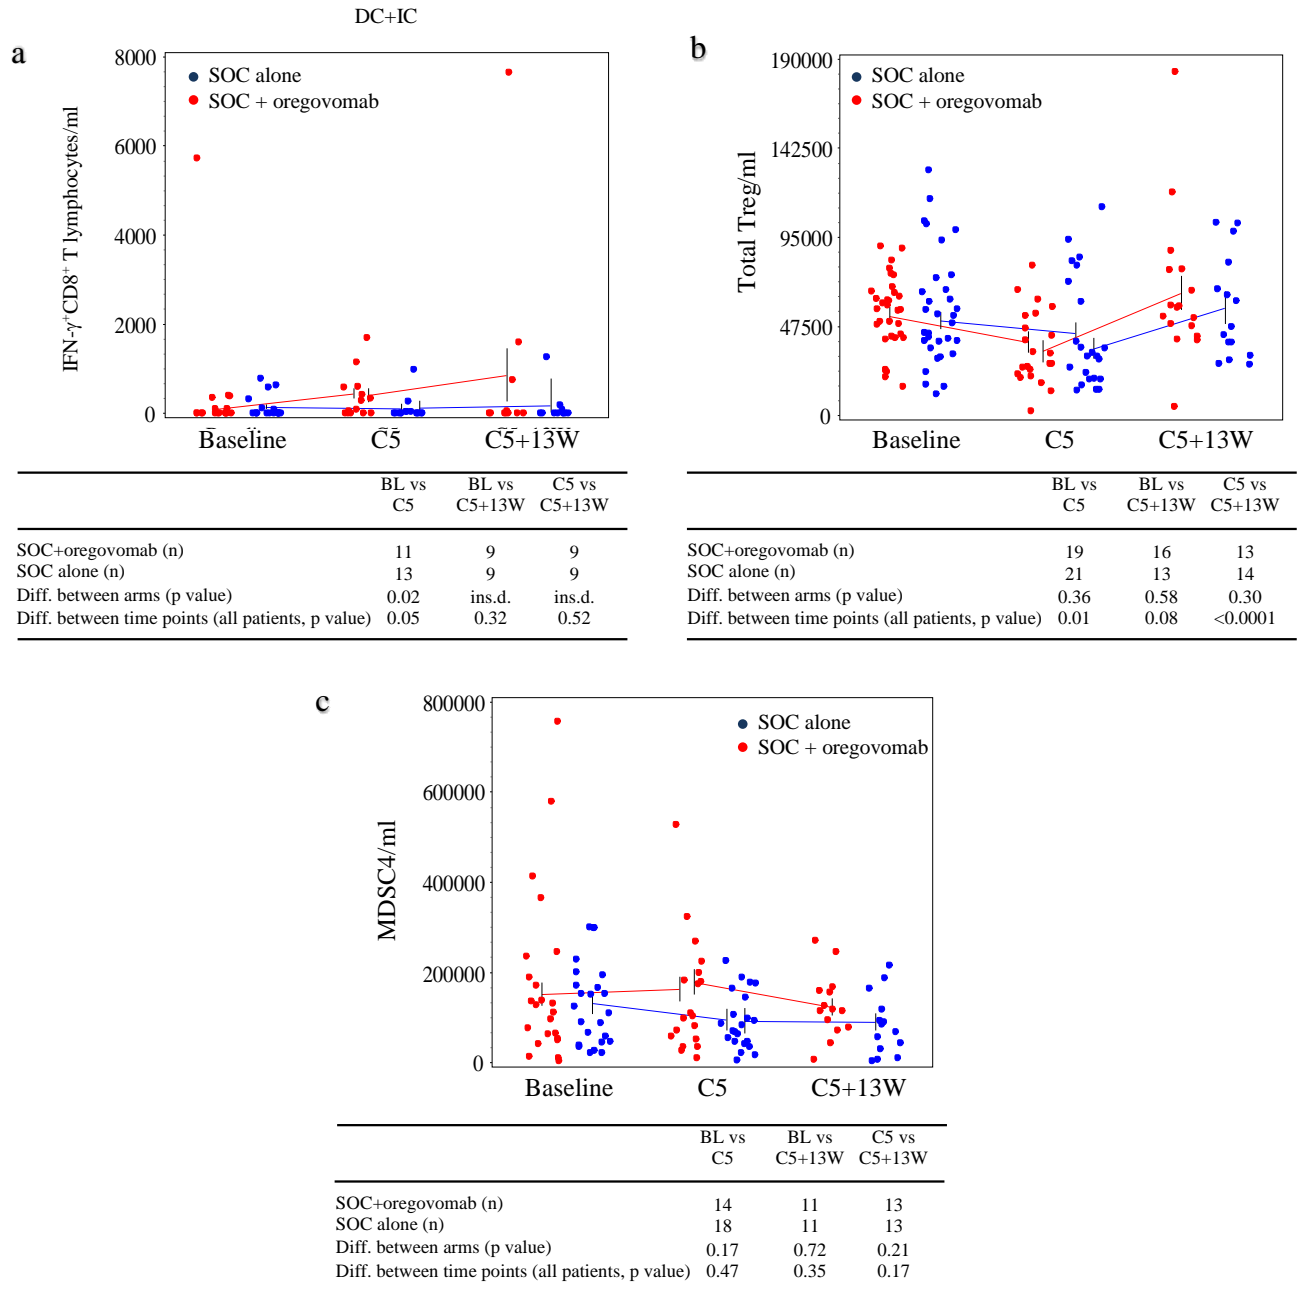 DC+IC
a
8000
6000
4000
2000
0
IFN-γ⁺CD8⁺ T lymphocytes/ml
SOC alone
SOC + oregovomab
Baseline C5 C5+13W
BL vs C5 BL vs C5+13W C5 vs C5+13W
SOC+oregovomab (n) 11 9 9
SOC alone (n) 13 9 9
Diff. between arms (p value) 0.02 ins.d. ins.d.
Diff. between time points (all patients, p value) 0.05 0.32 0.52
b
190000
142500
95000
47500
0
Total Treg/ml
SOC alone
SOC + oregovomab
Baseline C5 C5+13W
BL vs C5 BL vs C5+13W C5 vs C5+13W
SOC+oregovomab (n) 19 16 13
SOC alone (n) 21 13 14
Diff. between arms (p value) 0.36 0.58 0.30
Diff. between time points (all patients, p value) 0.01 0.08 <0.0001
c
800000
600000
400000
200000
0
MDSC4/ml
SOC alone
SOC + oregovomab
Baseline C5 C5+13W
BL vs C5 BL vs C5+13W C5 vs C5+13W
SOC+oregovomab (n) 14 11 13
SOC alone (n) 18 11 13
Diff. between arms (p value) 0.17 0.72 0.21
Diff. between time points (all patients, p value) 0.47 0.35 0.17